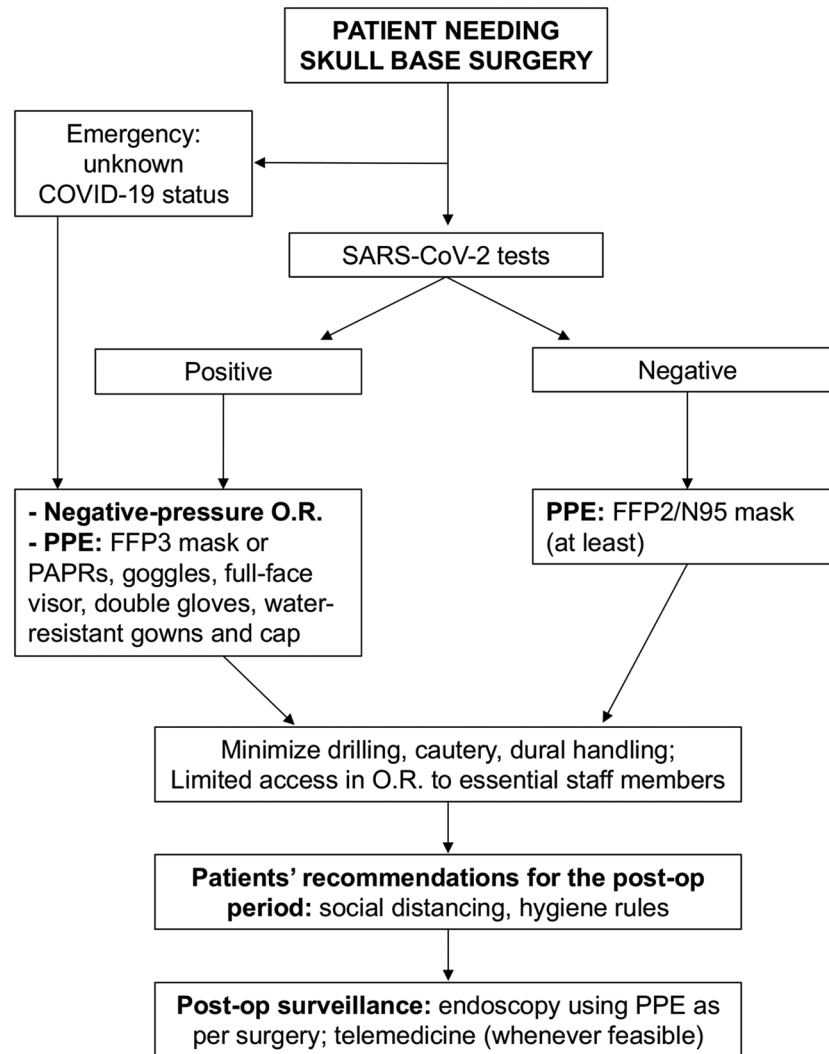 PATIENT NEEDING
SKULL BASE SURGERY
Emergency:
unknown
COVID-19 status
SARS-CoV-2 tests
Positive
Negative
- Negative-pressure O.R.
- PPE: FFP3 mask or
PAPRs, goggles, full-face
visor, double gloves, water-
resistant gowns and cap
PPE: FFP2/N95 mask
(at least)
Minimize drilling, cautery, dural handling;
Limited access in O.R. to essential staff members
Patients’ recommendations for the post-op
period: social distancing, hygiene rules
Post-op surveillance: endoscopy using PPE as
per surgery; telemedicine (whenever feasible)